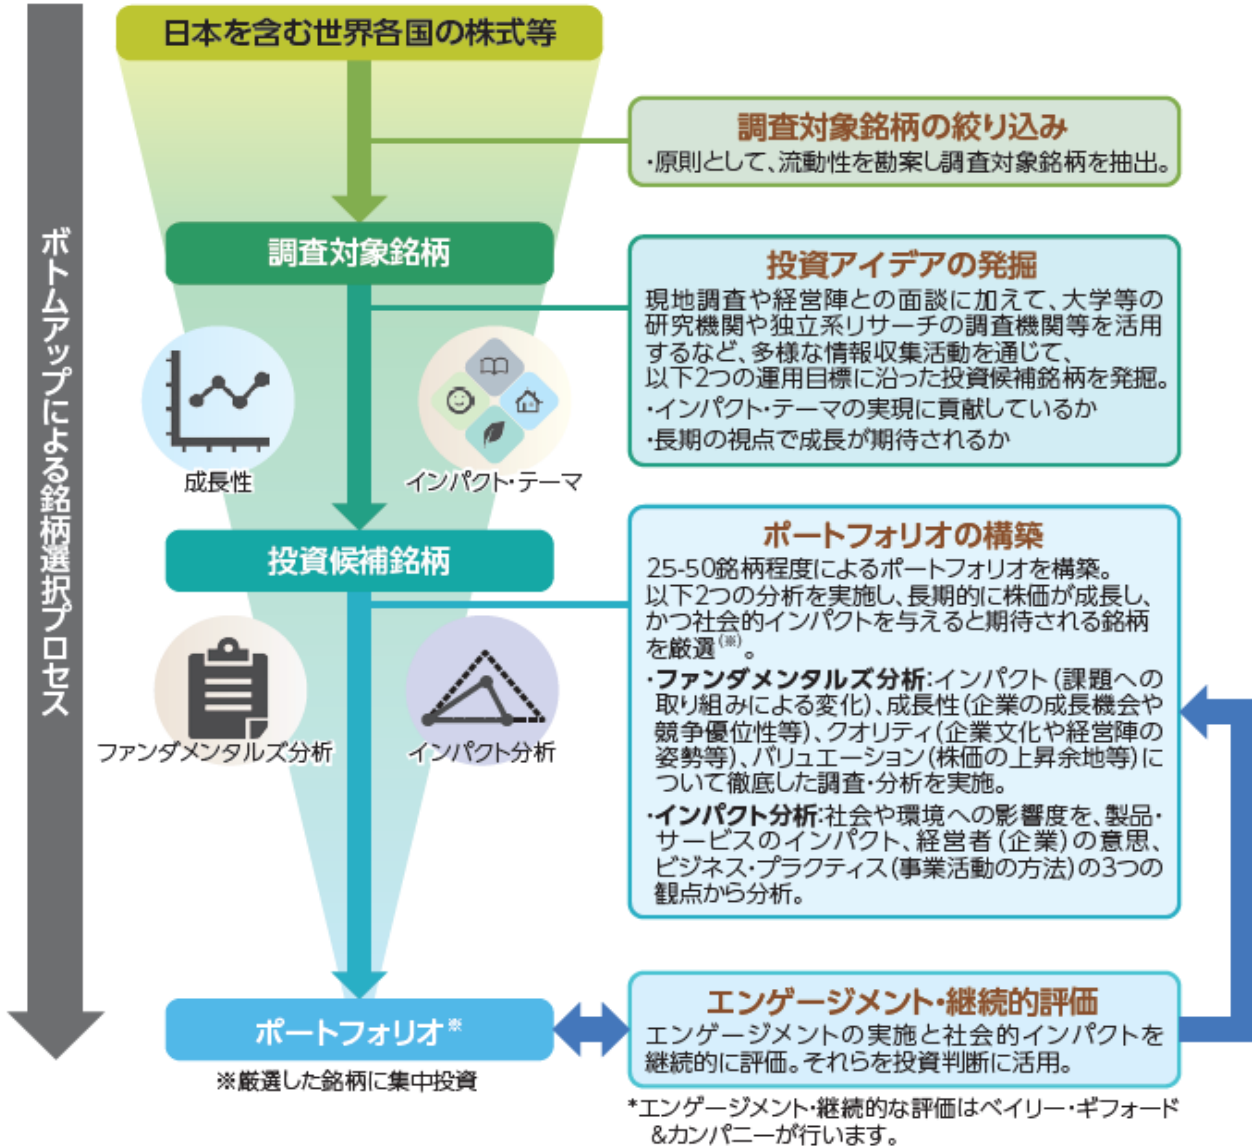 ボトムアップによる銘柄選択プロセス
日本を含む世界各国の株式等
調査対象銘柄の絞り込み
・原則として、流動性を勘案し調査対象銘柄を抽出。
調査対象銘柄
投資アイデアの発掘
現地調査や経営陣との面談に加えて、大学等の
研究機関や独立系リサーチの調査機関等を活用
するなど、多様な情報収集活動を通じて、
以下2つの運用目標に沿った投資候補銘柄を発掘。
・インパクト・テーマの実現に貢献しているか
・長期の視点で成長が期待されるか
成長性
インパクト・テーマ
投資候補銘柄
ポートフォリオの構築
25-50銘柄程度によるポートフォリオを構築。
以下2つの分析を実施し、長期的に株価が成長し、
かつ社会的インパクトを与えると期待される銘柄
を厳選(※)。
・ファンダメンタルズ分析:インパクト(課題への
取り組みによる変化)、成長性(企業の成長機会や
競争優位性等)、クオリティ(企業文化や経営陣の
姿勢等)、バリュエーション(株価の上昇余地等)に
ついて徹底した調査・分析を実施。
・インパクト分析:社会や環境への影響度を、製品・
サービスのインパクト、経営者(企業)の意思、
ビジネス・プラクティス(事業活動の方法)の3つの
観点から分析。
ファンダメンタルズ分析
インパクト分析
ポートフォリオ※
※厳選した銘柄に集中投資
エンゲージメント・継続的評価
エンゲージメントの実施と社会的インパクトを
継続的に評価。それらを投資判断に活用。
*エンゲージメント・継続的な評価はベイリー・ギフォード
&カンパニーが行います。